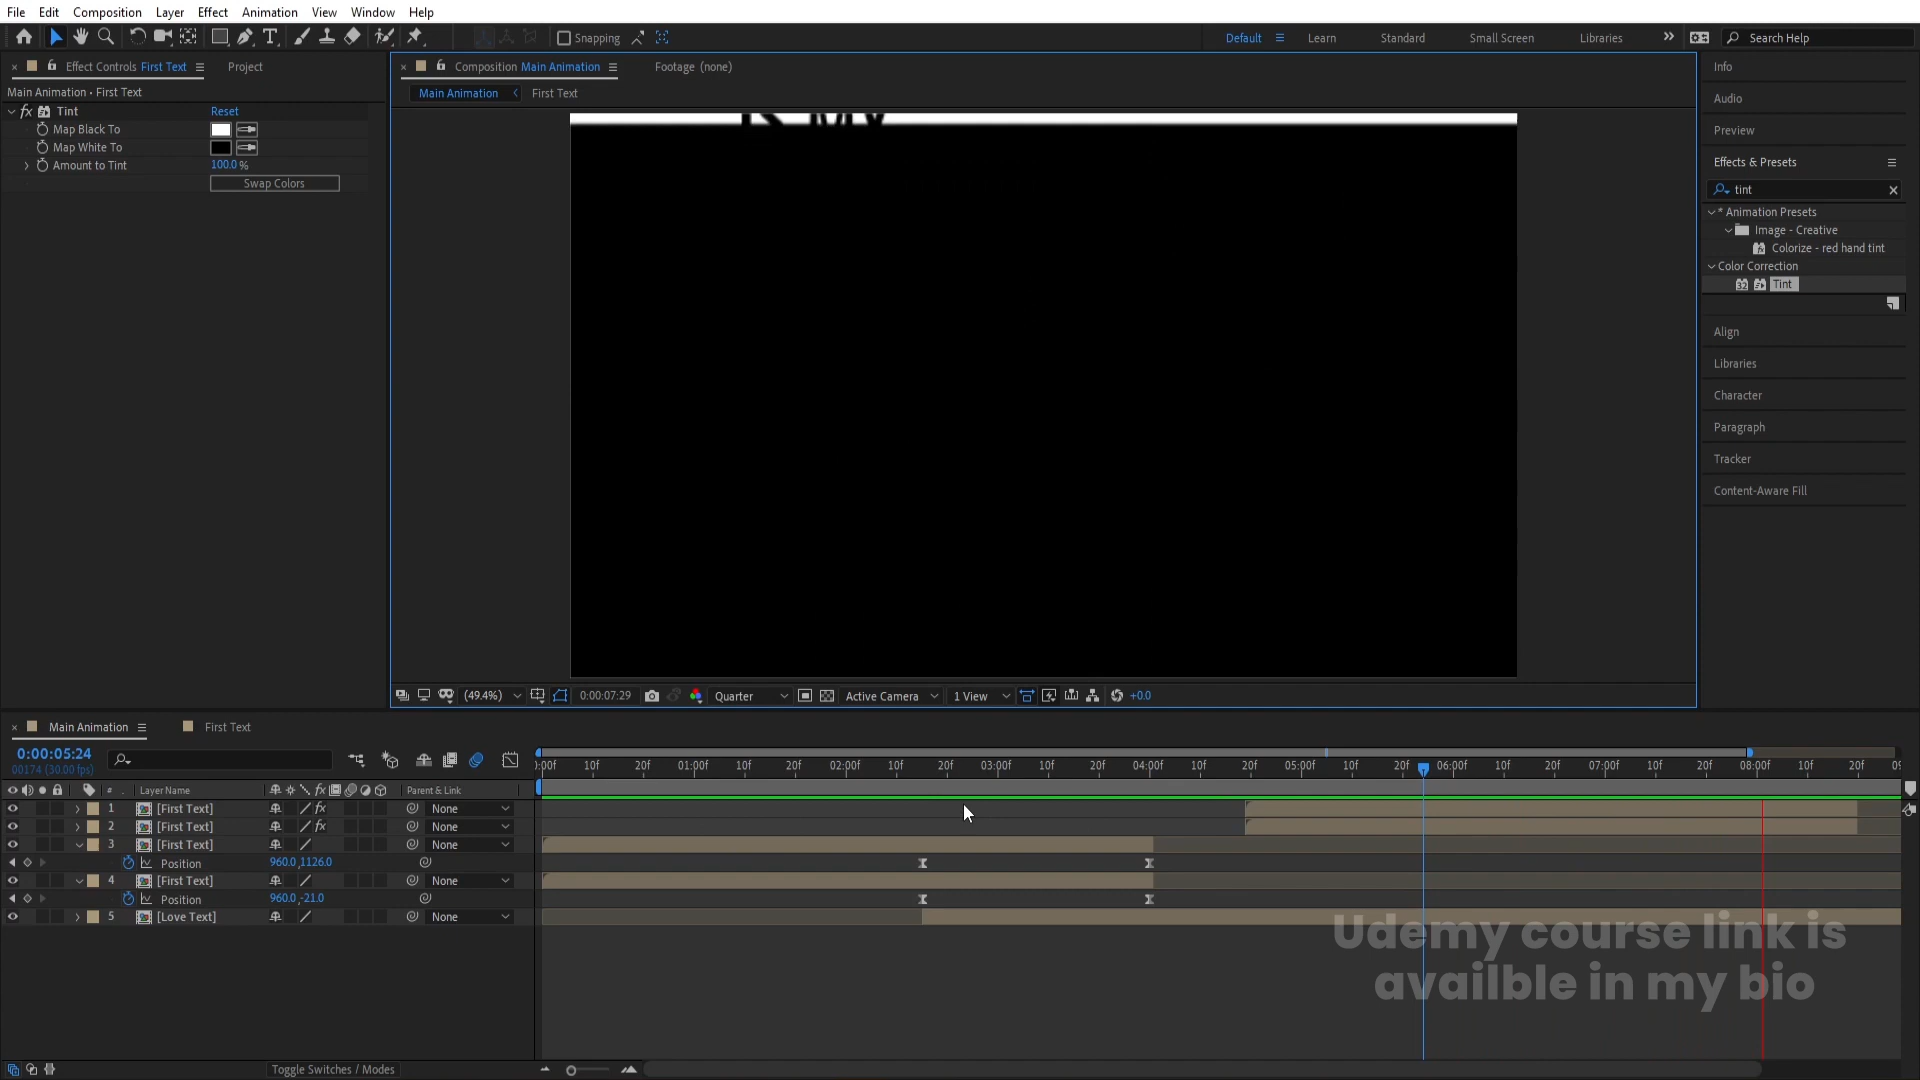 File Edit Composition Layer Effect Animation View Window Help
Snapping
Default Learn Standard Small Screen Libraries Search Help
Effect Controls First Text Project
Main Animation • First Text
fx Tint Reset
Map Black To
Map White To
Amount to Tint 100.0 %
Swap Colors
Composition Main Animation Footage (none)
Main Animation First Text
IS MY
(49.4%) 0:00:07:29 Quarter Active Camera 1 View +0.0
Info
Audio
Preview
Effects & Presets
tint
* Animation Presets
Image - Creative
Colorize - red hand tint
Color Correction
32 Tint
Align
Libraries
Character
Paragraph
Tracker
Content-Aware Fill
Main Animation First Text
0:00:05:24
00174 (30.00 fps)
):00f 10f 20f 01:00f 10f 20f 02:00f 10f 20f 03:00f 10f 20f 04:00f 10f 20f 05:00f 10f 20f 06:00f 10f 20f 07:00f 10f 20f 08:00f 10f 20f 09
# Layer Name fx Parent & Link
1 [First Text] fx None
2 [First Text] fx None
3 [First Text] None
Position 960.0,1126.0
4 [First Text] None
Position 960.0,-21.0
5 [Love Text] None
Udemy course link is
availble in my bio
Toggle Switches / Modes